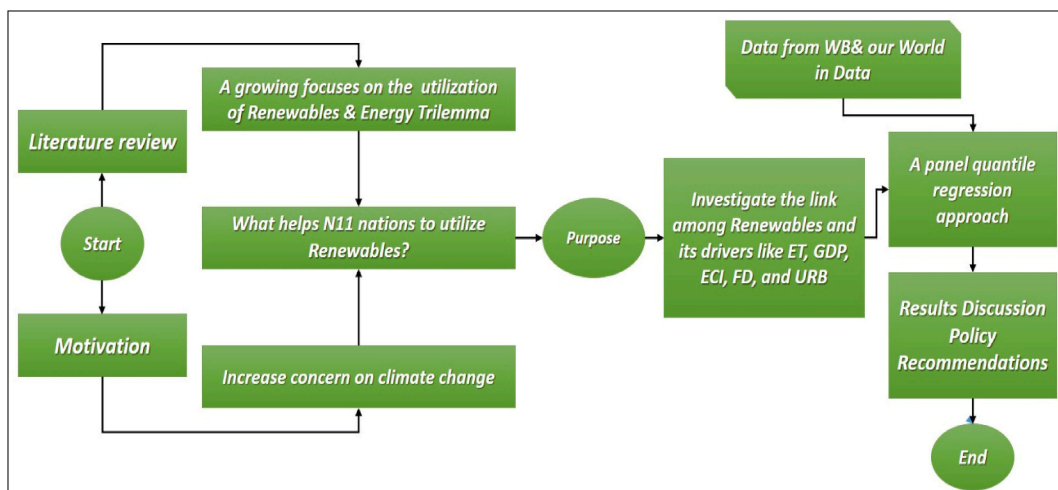 Literature review
Start
Motivation
A growing focuses on the utilization
of Renewables & Energy Trilemma
What helps N11 nations to utilize
Renewables?
Increase concern on climate change
Purpose
Investigate the link
among Renewables and
its drivers like ET, GDP,
ECI, FD, and URB
Data from WB& our World
in Data
A panel quantile
regression
approach
Results Discussion
Policy
Recommendations
End